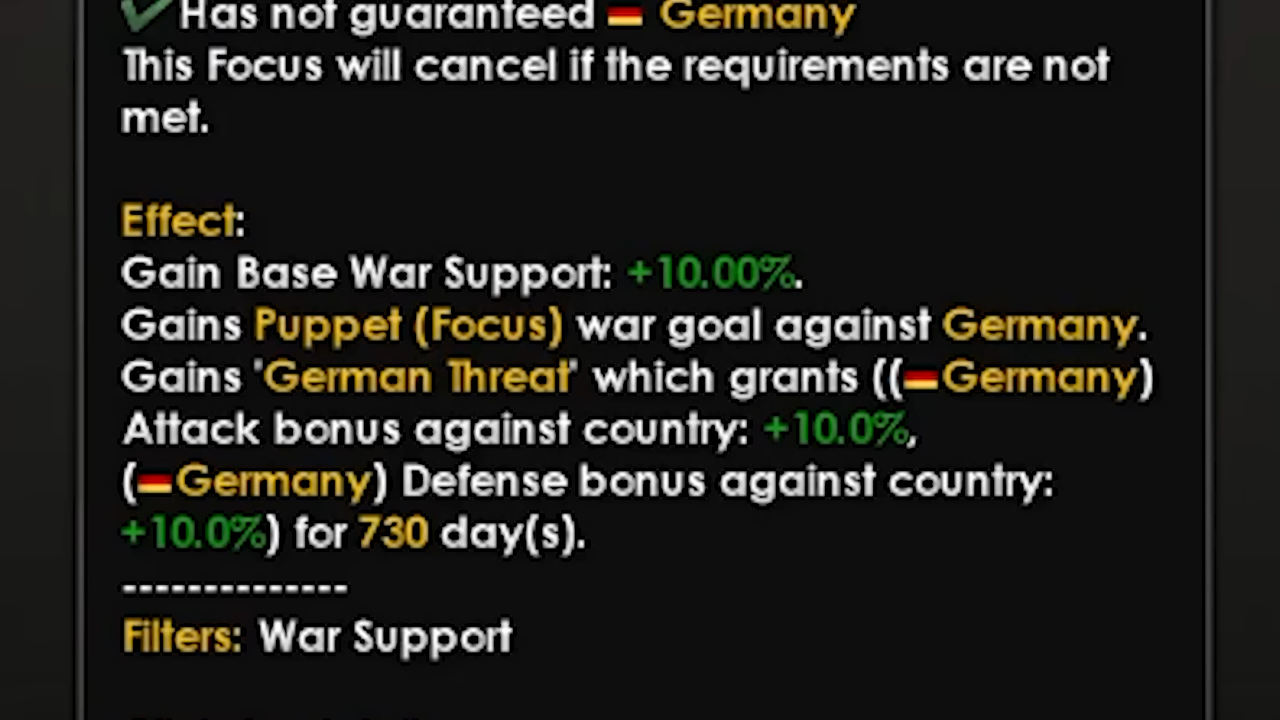 Has not guaranteed Germany
This Focus will cancel if the requirements are not
met.
Effect:
Gain Base War Support: +10.00%.
Gains Puppet (Focus) war goal against Germany.
Gains 'German Threat' which grants ((Germany)
Attack bonus against country: +10.0%,
(Germany) Defense bonus against country:
+10.0%) for 730 day(s).
--------------
Filters: War Support